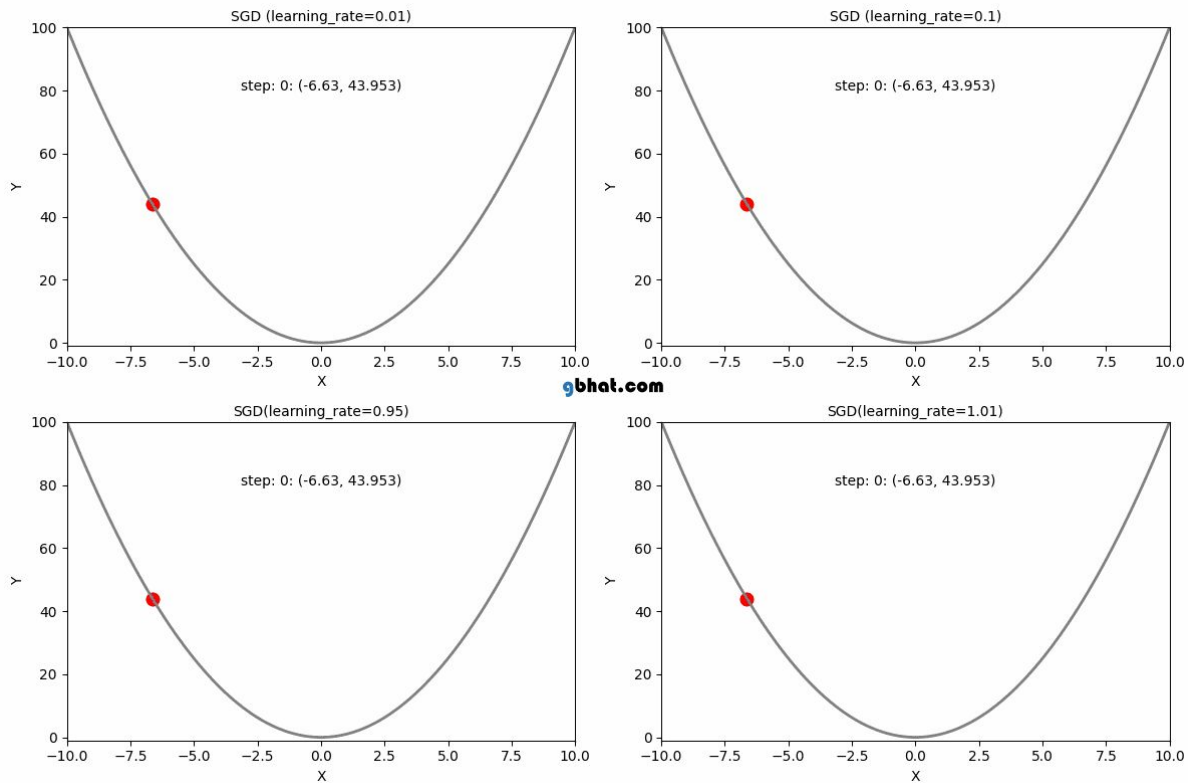 SGD (learning_rate=0.01)
100
80
60
40
20
0
Y
step: 0: (-6.63, 43.953)
−10.0 −7.5 −5.0 −2.5 0.0 2.5 5.0 7.5 10.0
X
SGD (learning_rate=0.1)
100
80
60
40
20
0
Y
step: 0: (-6.63, 43.953)
−10.0 −7.5 −5.0 −2.5 0.0 2.5 5.0 7.5 10.0
X
gbhat.com
SGD(learning_rate=0.95)
100
80
60
40
20
0
Y
step: 0: (-6.63, 43.953)
−10.0 −7.5 −5.0 −2.5 0.0 2.5 5.0 7.5 10.0
X
SGD(learning_rate=1.01)
100
80
60
40
20
0
Y
step: 0: (-6.63, 43.953)
−10.0 −7.5 −5.0 −2.5 0.0 2.5 5.0 7.5 10.0
X